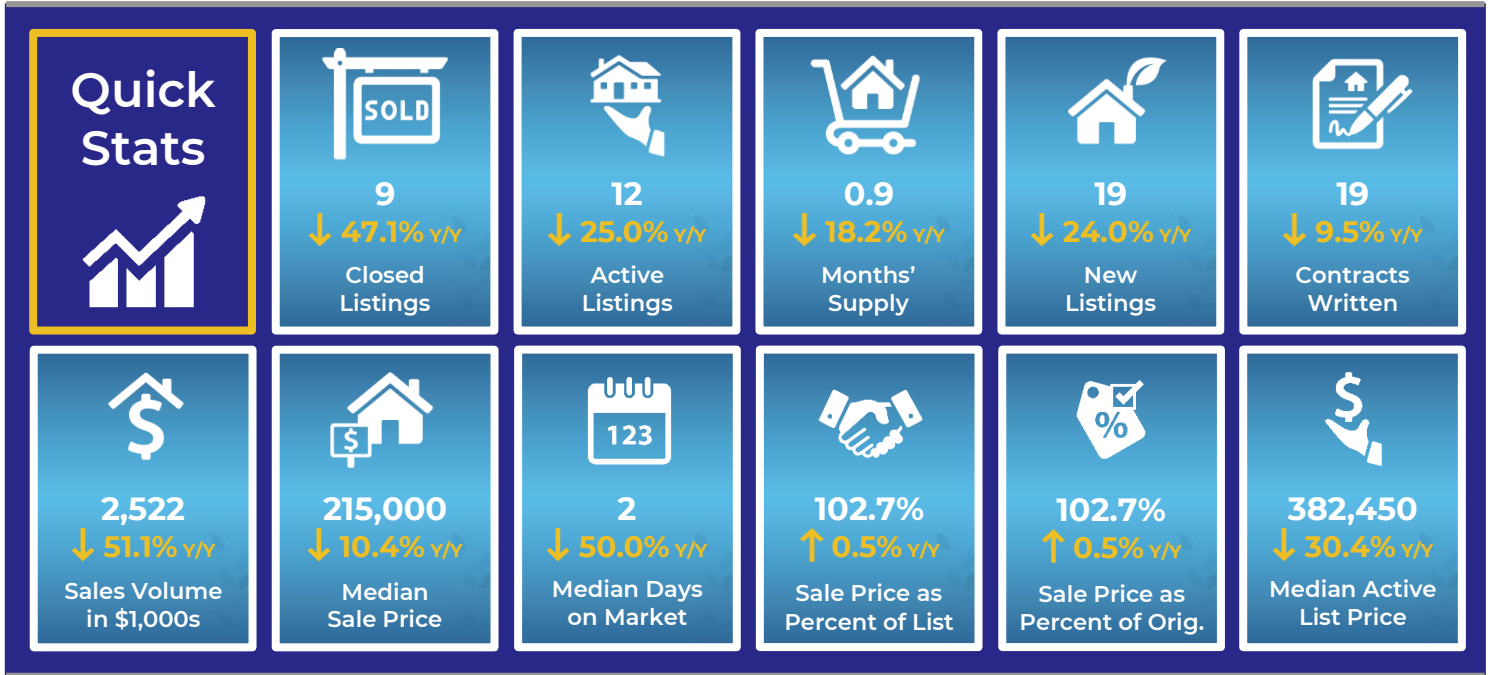 Quick
Stats
SOLD
9
↓ 47.1% Y/Y
Closed
Listings
12
↓ 25.0% Y/Y
Active
Listings
0.9
↓ 18.2% Y/Y
Months’
Supply
19
↓ 24.0% Y/Y
New
Listings
19
↓ 9.5% Y/Y
Contracts
Written
$
2,522
↓ 51.1% Y/Y
Sales Volume
in $1,000s
$
215,000
↓ 10.4% Y/Y
Median
Sale Price
123
2
↓ 50.0% Y/Y
Median Days
on Market
102.7%
↑ 0.5% Y/Y
Sale Price as
Percent of List
%
102.7%
↑ 0.5% Y/Y
Sale Price as
Percent of Orig.
$
382,450
↓ 30.4% Y/Y
Median Active
List Price